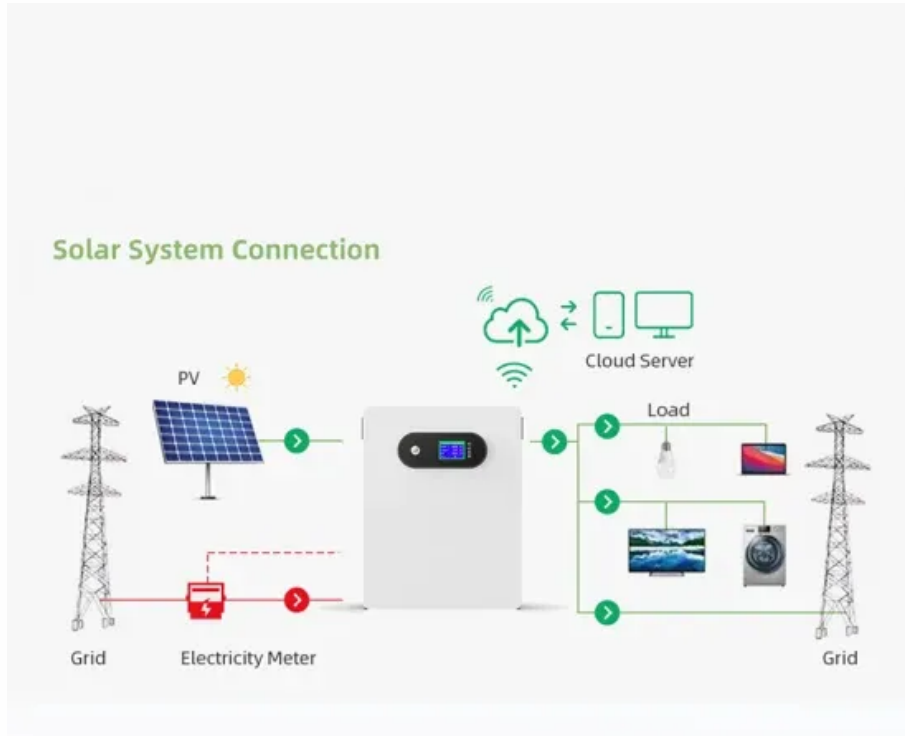 Solar System Connection
Cloud Server
PV
Load
Grid
Electricity Meter
Grid